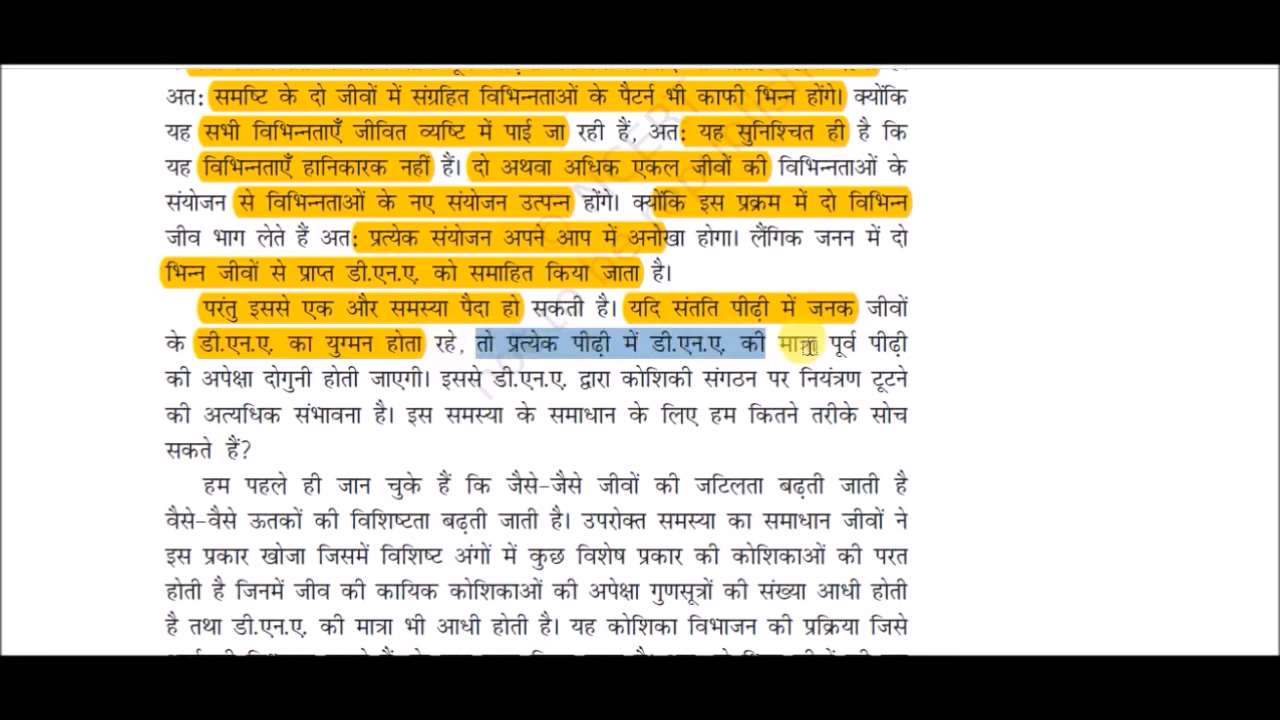 अत: समष्टि के दो जीवों में संग्रहित विभिन्नताओं के पैटर्न भी काफी भिन्न होंगे। क्योंकि
यह सभी विभिन्नताएँ जीवित व्यष्टि में पाई जा रही हैं, अत: यह सुनिश्चित ही है कि
यह विभिन्नताएँ हानिकारक नहीं हैं। दो अथवा अधिक एकल जीवों की विभिन्नताओं के
संयोजन से विभिन्नताओं के नए संयोजन उत्पन्न होंगे। क्योंकि इस प्रक्रम में दो विभिन्न
जीव भाग लेते हैं अत: प्रत्येक संयोजन अपने आप में अनोखा होगा। लैंगिक जनन में दो
भिन्न जीवों से प्राप्त डी.एन.ए. को समाहित किया जाता है।
परंतु इससे एक और समस्या पैदा हो सकती है। यदि संतति पीढ़ी में जनक जीवों
के डी.एन.ए. का युग्मन होता रहे, तो प्रत्येक पीढ़ी में डी.एन.ए. की मात्रा पूर्व पीढ़ी
की अपेक्षा दोगुनी होती जाएगी। इससे डी.एन.ए. द्वारा कोशिकी संगठन पर नियंत्रण टूटने
की अत्यधिक संभावना है। इस समस्या के समाधान के लिए हम कितने तरीके सोच
सकते हैं?
हम पहले ही जान चुके हैं कि जैसे-जैसे जीवों की जटिलता बढ़ती जाती है
वैसे-वैसे ऊतकों की विशिष्टता बढ़ती जाती है। उपरोक्त समस्या का समाधान जीवों ने
इस प्रकार खोजा जिसमें विशिष्ट अंगों में कुछ विशेष प्रकार की कोशिकाओं की परत
होती है जिनमें जीव की कायिक कोशिकाओं की अपेक्षा गुणसूत्रों की संख्या आधी होती
है तथा डी.एन.ए. की मात्रा भी आधी होती है। यह कोशिका विभाजन की प्रक्रिया जिसे